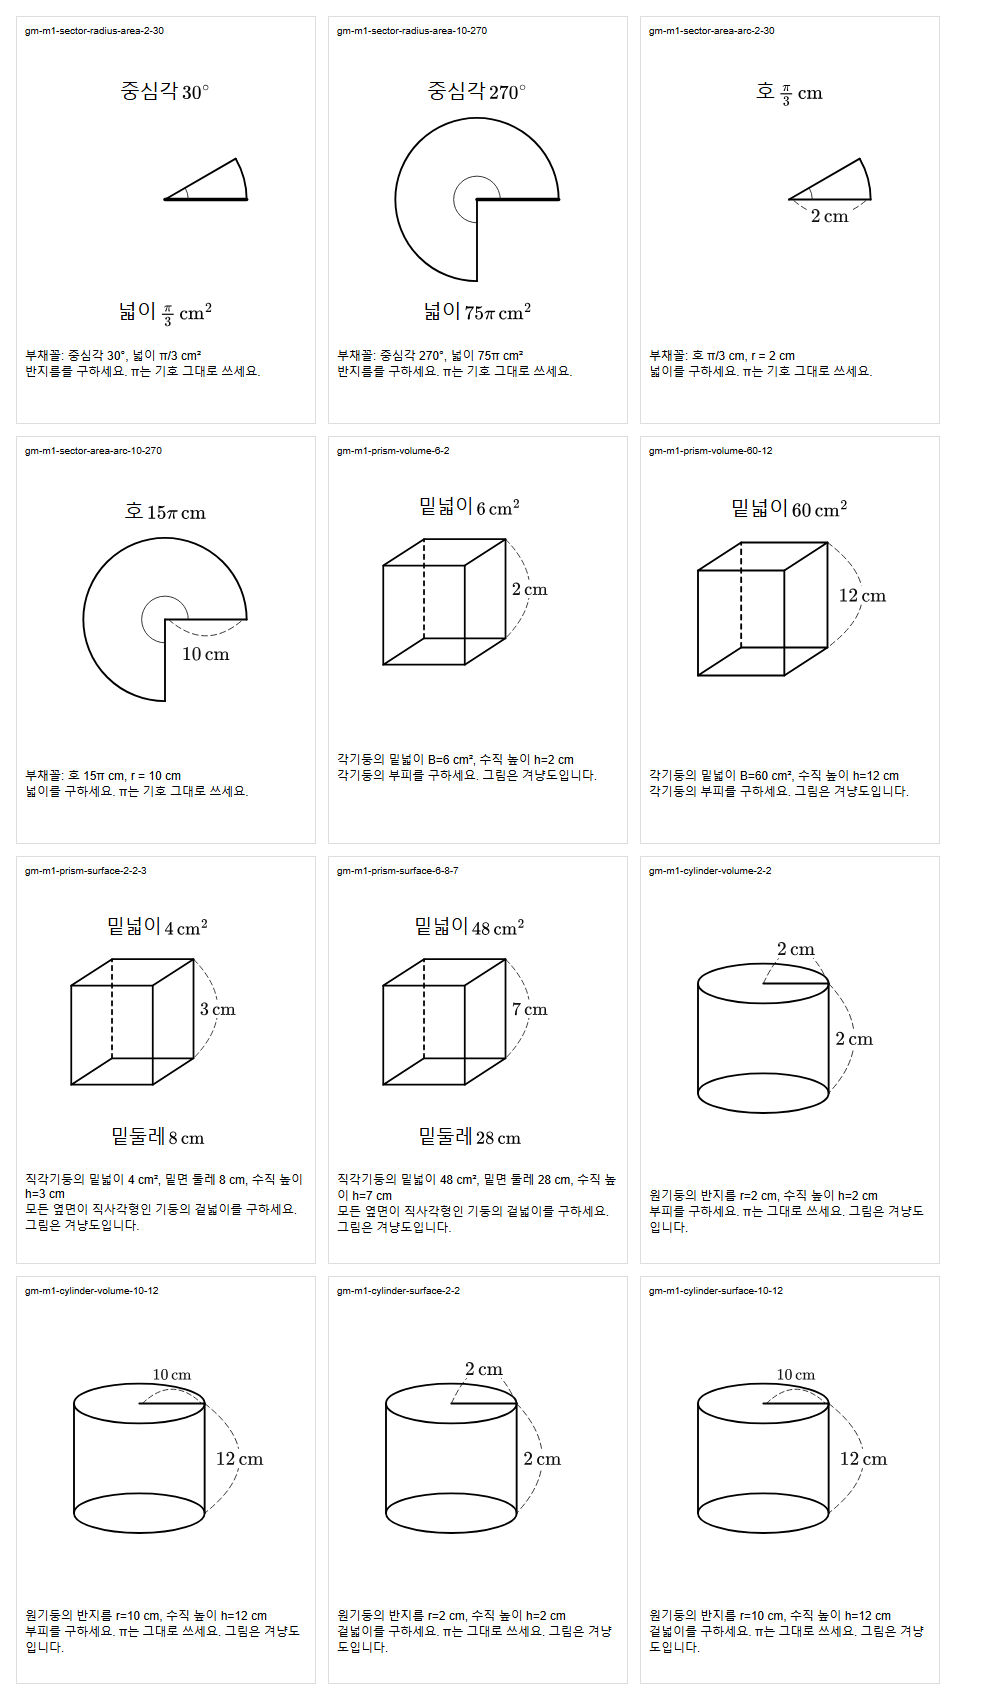 gm-m1-sector-radius-area-2-30
중심각 30°
넓이 π/3 cm²
부채꼴: 중심각 30°, 넓이 π/3 cm²
반지름를 구하세요. π는 기호 그대로 쓰세요.
gm-m1-sector-radius-area-10-270
중심각 270°
넓이 75π cm²
부채꼴: 중심각 270°, 넓이 75π cm²
반지름를 구하세요. π는 기호 그대로 쓰세요.
gm-m1-sector-area-arc-2-30
호 π/3 cm
2 cm
부채꼴: 호 π/3 cm, r = 2 cm
넓이를 구하세요. π는 기호 그대로 쓰세요.
gm-m1-sector-area-arc-10-270
호 15π cm
10 cm
부채꼴: 호 15π cm, r = 10 cm
넓이를 구하세요. π는 기호 그대로 쓰세요.
gm-m1-prism-volume-6-2
밑넓이 6 cm²
2 cm
각기둥의 밑넓이 B=6 cm², 수직 높이 h=2 cm
각기둥의 부피를 구하세요. 그림은 겨냥도입니다.
gm-m1-prism-volume-60-12
밑넓이 60 cm²
12 cm
각기둥의 밑넓이 B=60 cm², 수직 높이 h=12 cm
각기둥의 부피를 구하세요. 그림은 겨냥도입니다.
gm-m1-prism-surface-2-2-3
밑넓이 4 cm²
3 cm
밑둘레 8 cm
직각기둥의 밑넓이 4 cm², 밑면 둘레 8 cm, 수직 높이
h=3 cm
모든 옆면이 직사각형인 기둥의 겉넓이를 구하세요.
그림은 겨냥도입니다.
gm-m1-prism-surface-6-8-7
밑넓이 48 cm²
7 cm
밑둘레 28 cm
직각기둥의 밑넓이 48 cm², 밑면 둘레 28 cm, 수직 높
이 h=7 cm
모든 옆면이 직사각형인 기둥의 겉넓이를 구하세요.
그림은 겨냥도입니다.
gm-m1-cylinder-volume-2-2
2 cm
2 cm
원기둥의 반지름 r=2 cm, 수직 높이 h=2 cm
부피를 구하세요. π는 그대로 쓰세요. 그림은 겨냥도
입니다.
gm-m1-cylinder-volume-10-12
10 cm
12 cm
원기둥의 반지름 r=10 cm, 수직 높이 h=12 cm
부피를 구하세요. π는 그대로 쓰세요. 그림은 겨냥도
입니다.
gm-m1-cylinder-surface-2-2
2 cm
2 cm
원기둥의 반지름 r=2 cm, 수직 높이 h=2 cm
겉넓이를 구하세요. π는 그대로 쓰세요. 그림은 겨냥
도입니다.
gm-m1-cylinder-surface-10-12
10 cm
12 cm
원기둥의 반지름 r=10 cm, 수직 높이 h=12 cm
겉넓이를 구하세요. π는 그대로 쓰세요. 그림은 겨냥
도입니다.